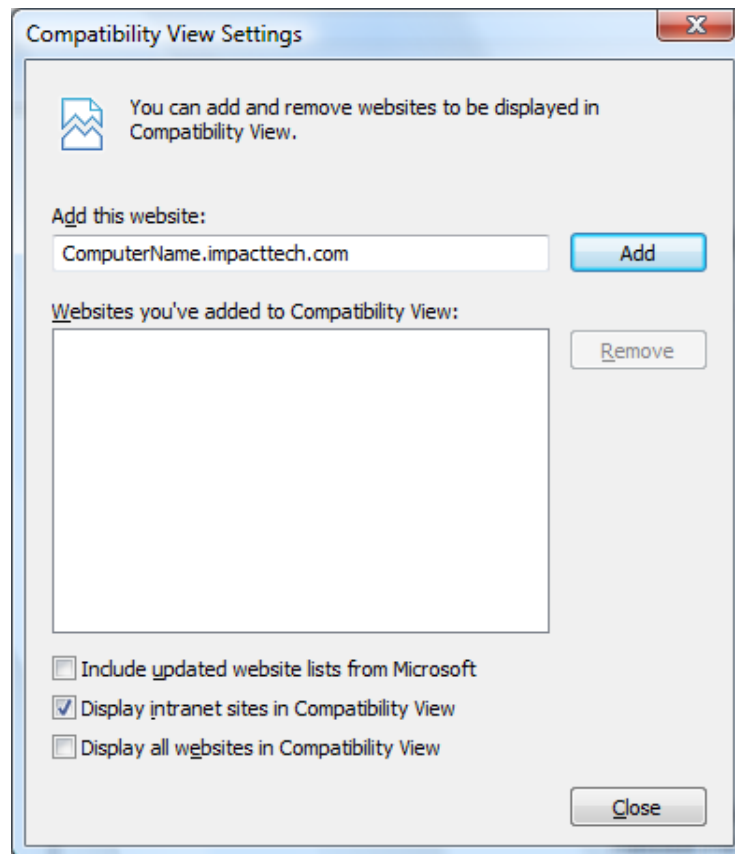 Compatibility View Settings
You can add and remove websites to be displayed in
Compatibility View.
Add this website:
ComputerName.impacttech.com
Add
Websites you've added to Compatibility View:
Remove
Include updated website lists from Microsoft
Display intranet sites in Compatibility View
Display all websites in Compatibility View
Close